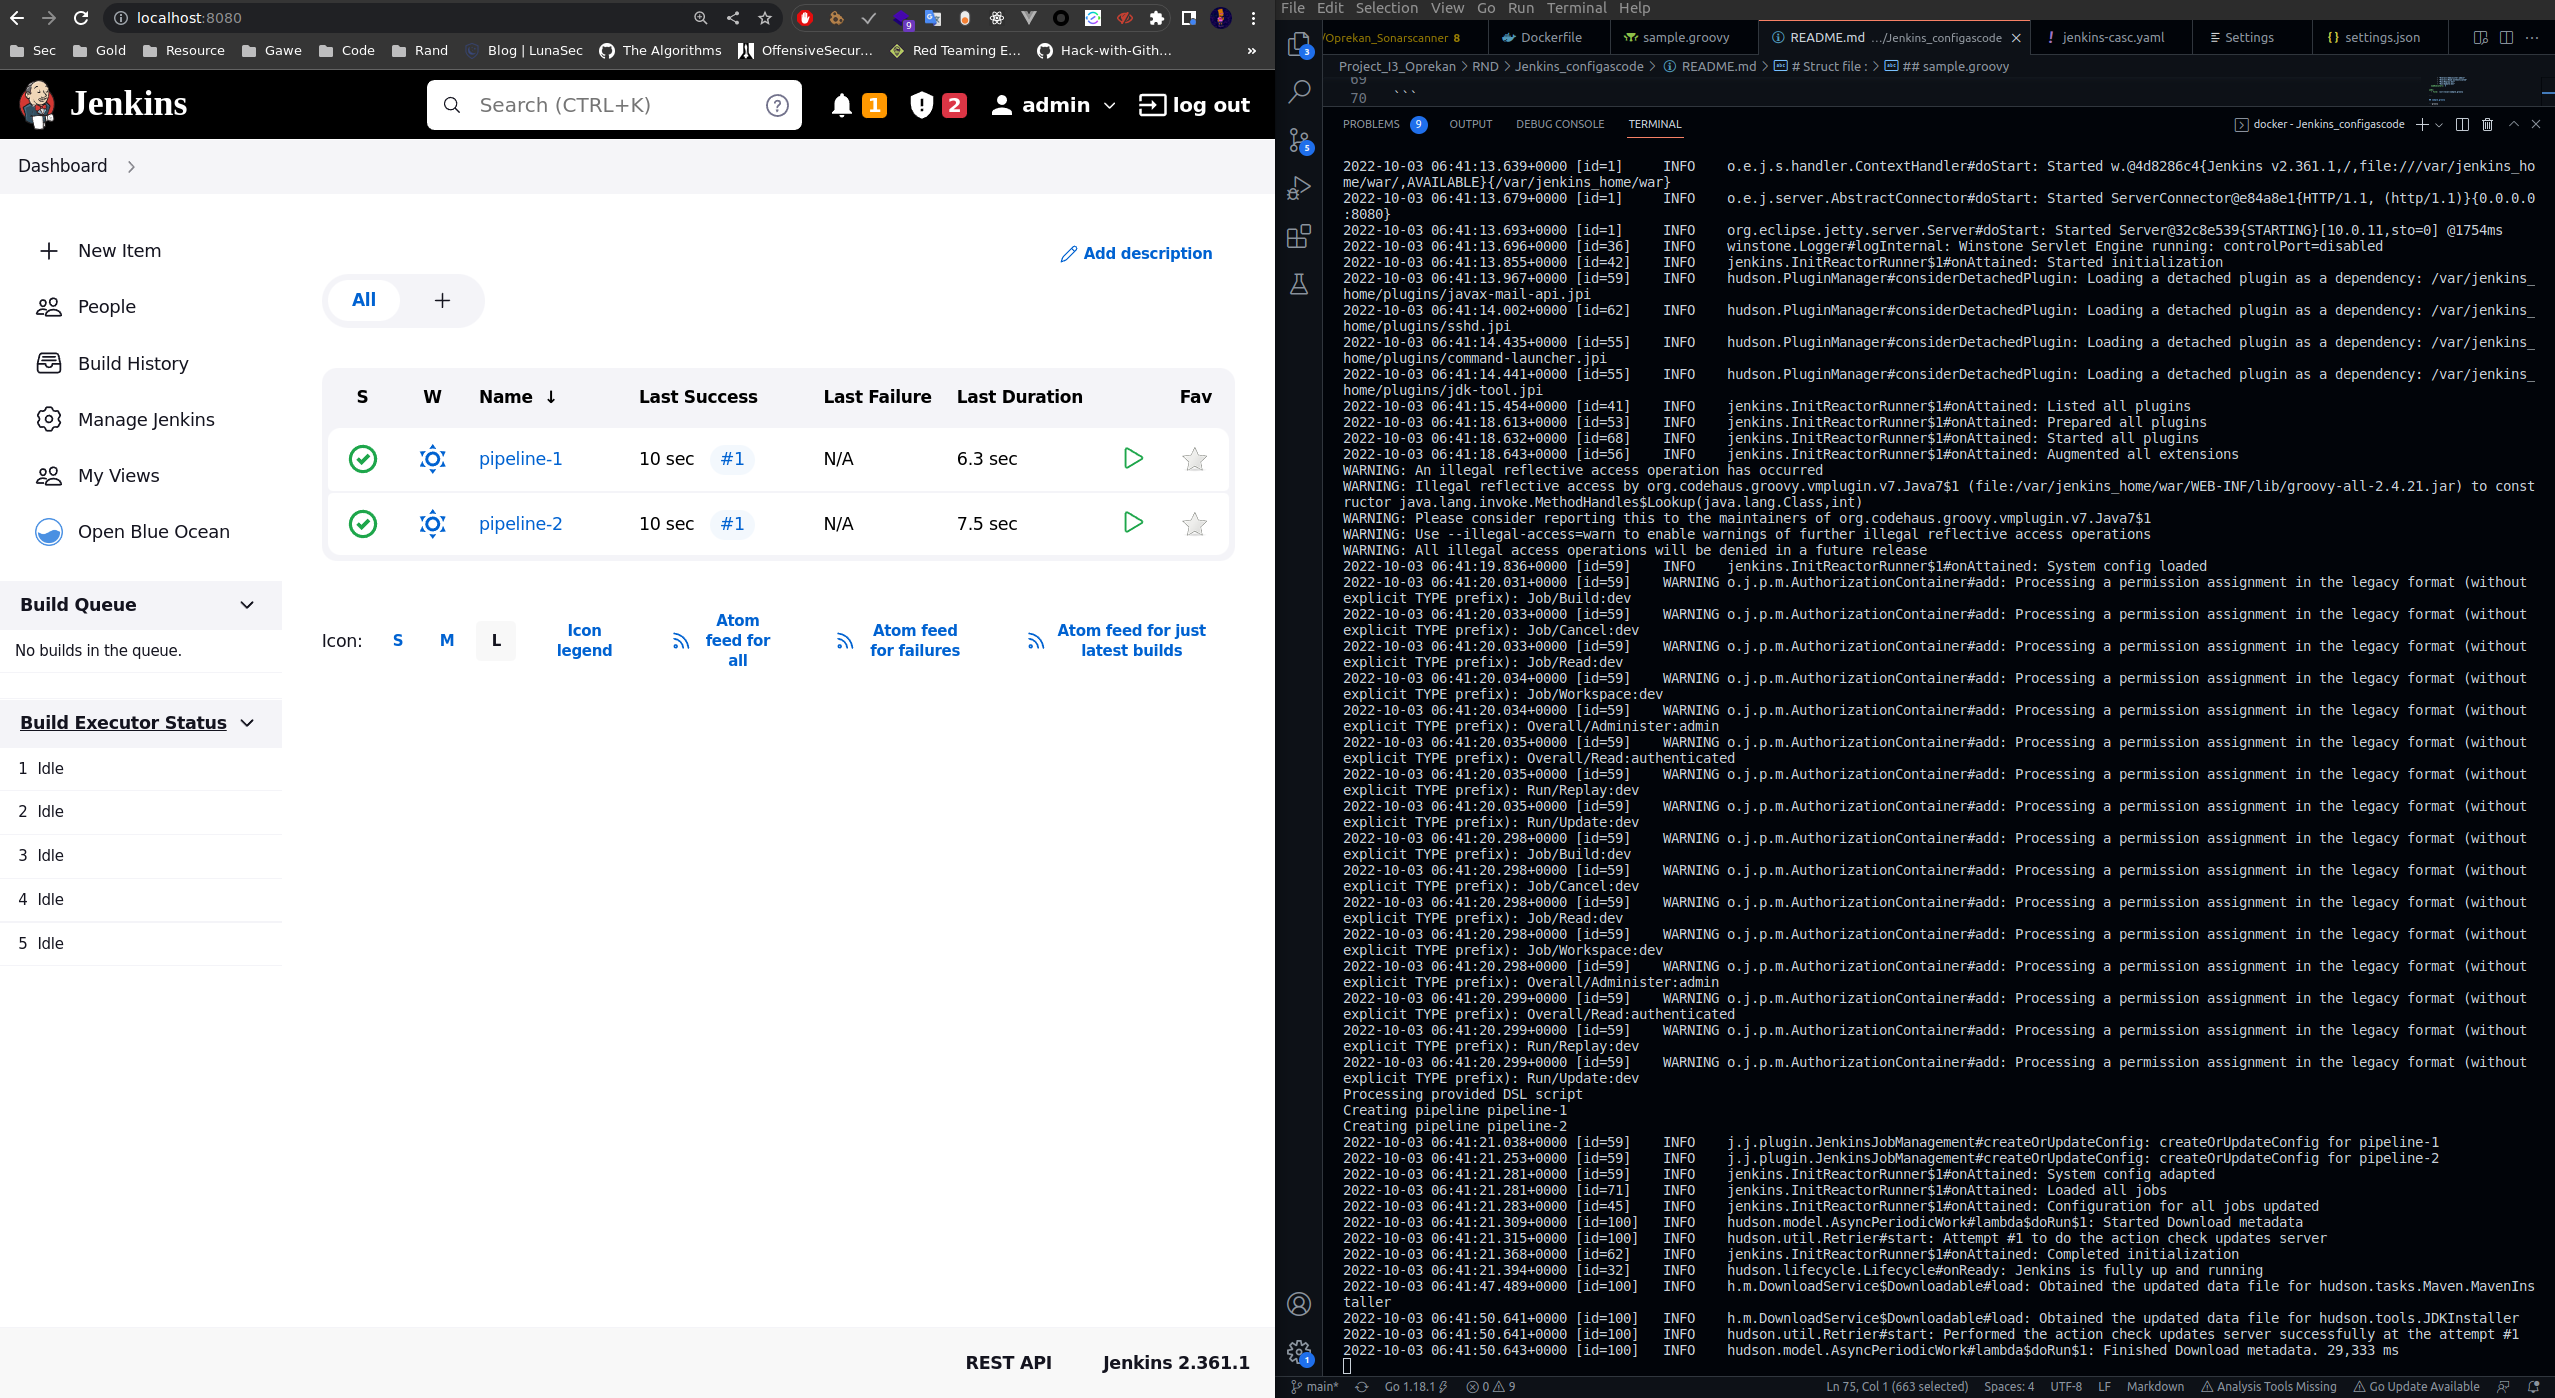 localhost:8080
9
Sec Gold Resource Gawe Code Rand Blog | LunaSec The Algorithms OffensiveSecur... Red Teaming E... Hack-with-Gith... »
Jenkins
Search (CTRL+K)
1 2 admin log out
Dashboard
New Item
People
Build History
Manage Jenkins
My Views
Open Blue Ocean
Build Queue
No builds in the queue.
Build Executor Status
1 Idle
2 Idle
3 Idle
4 Idle
5 Idle
Add description
All +
S W Name ↓ Last Success Last Failure Last Duration Fav
pipeline-1 10 sec #1 N/A 6.3 sec
pipeline-2 10 sec #1 N/A 7.5 sec
Icon: S M L Icon legend Atom feed for all Atom feed for failures Atom feed for just latest builds
REST API Jenkins 2.361.1
File Edit Selection View Go Run Terminal Help
/Oprekan_Sonarscanner 8 Dockerfile sample.groovy README.md .../Jenkins_configascode jenkins-casc.yaml Settings settings.json
Project_I3_Oprekan > RND > Jenkins_configascode > README.md > # Struct file : > ## sample.groovy
69
70 ```
3
5
1
PROBLEMS 9 OUTPUT DEBUG CONSOLE TERMINAL docker - Jenkins_configascode
2022-10-03 06:41:13.639+0000 [id=1] INFO o.e.j.s.handler.ContextHandler#doStart: Started w.@4d8286c4{Jenkins v2.361.1,/,file:///var/jenkins_ho
me/war/,AVAILABLE}{/var/jenkins_home/war}
2022-10-03 06:41:13.679+0000 [id=1] INFO o.e.j.server.AbstractConnector#doStart: Started ServerConnector@e84a8e1{HTTP/1.1, (http/1.1)}{0.0.0.0
:8080}
2022-10-03 06:41:13.693+0000 [id=1] INFO org.eclipse.jetty.server.Server#doStart: Started Server@32c8e539{STARTING}[10.0.11,sto=0] @1754ms
2022-10-03 06:41:13.696+0000 [id=36] INFO winstone.Logger#logInternal: Winstone Servlet Engine running: controlPort=disabled
2022-10-03 06:41:13.855+0000 [id=42] INFO jenkins.InitReactorRunner$1#onAttained: Started initialization
2022-10-03 06:41:13.967+0000 [id=59] INFO hudson.PluginManager#considerDetachedPlugin: Loading a detached plugin as a dependency: /var/jenkins_
home/plugins/javax-mail-api.jpi
2022-10-03 06:41:14.002+0000 [id=62] INFO hudson.PluginManager#considerDetachedPlugin: Loading a detached plugin as a dependency: /var/jenkins_
home/plugins/sshd.jpi
2022-10-03 06:41:14.435+0000 [id=55] INFO hudson.PluginManager#considerDetachedPlugin: Loading a detached plugin as a dependency: /var/jenkins_
home/plugins/command-launcher.jpi
2022-10-03 06:41:14.441+0000 [id=55] INFO hudson.PluginManager#considerDetachedPlugin: Loading a detached plugin as a dependency: /var/jenkins_
home/plugins/jdk-tool.jpi
2022-10-03 06:41:15.454+0000 [id=41] INFO jenkins.InitReactorRunner$1#onAttained: Listed all plugins
2022-10-03 06:41:18.613+0000 [id=53] INFO jenkins.InitReactorRunner$1#onAttained: Prepared all plugins
2022-10-03 06:41:18.632+0000 [id=68] INFO jenkins.InitReactorRunner$1#onAttained: Started all plugins
2022-10-03 06:41:18.643+0000 [id=56] INFO jenkins.InitReactorRunner$1#onAttained: Augmented all extensions
WARNING: An illegal reflective access operation has occurred
WARNING: Illegal reflective access by org.codehaus.groovy.vmplugin.v7.Java7$1 (file:/var/jenkins_home/war/WEB-INF/lib/groovy-all-2.4.21.jar) to const
ructor java.lang.invoke.MethodHandles$Lookup(java.lang.Class,int)
WARNING: Please consider reporting this to the maintainers of org.codehaus.groovy.vmplugin.v7.Java7$1
WARNING: Use --illegal-access=warn to enable warnings of further illegal reflective access operations
WARNING: All illegal access operations will be denied in a future release
2022-10-03 06:41:19.836+0000 [id=59] INFO jenkins.InitReactorRunner$1#onAttained: System config loaded
2022-10-03 06:41:20.031+0000 [id=59] WARNING o.j.p.m.AuthorizationContainer#add: Processing a permission assignment in the legacy format (without
explicit TYPE prefix): Job/Build:dev
2022-10-03 06:41:20.033+0000 [id=59] WARNING o.j.p.m.AuthorizationContainer#add: Processing a permission assignment in the legacy format (without
explicit TYPE prefix): Job/Cancel:dev
2022-10-03 06:41:20.033+0000 [id=59] WARNING o.j.p.m.AuthorizationContainer#add: Processing a permission assignment in the legacy format (without
explicit TYPE prefix): Job/Read:dev
2022-10-03 06:41:20.034+0000 [id=59] WARNING o.j.p.m.AuthorizationContainer#add: Processing a permission assignment in the legacy format (without
explicit TYPE prefix): Job/Workspace:dev
2022-10-03 06:41:20.034+0000 [id=59] WARNING o.j.p.m.AuthorizationContainer#add: Processing a permission assignment in the legacy format (without
explicit TYPE prefix): Overall/Administer:admin
2022-10-03 06:41:20.035+0000 [id=59] WARNING o.j.p.m.AuthorizationContainer#add: Processing a permission assignment in the legacy format (without
explicit TYPE prefix): Overall/Read:authenticated
2022-10-03 06:41:20.035+0000 [id=59] WARNING o.j.p.m.AuthorizationContainer#add: Processing a permission assignment in the legacy format (without
explicit TYPE prefix): Run/Replay:dev
2022-10-03 06:41:20.035+0000 [id=59] WARNING o.j.p.m.AuthorizationContainer#add: Processing a permission assignment in the legacy format (without
explicit TYPE prefix): Run/Update:dev
2022-10-03 06:41:20.298+0000 [id=59] WARNING o.j.p.m.AuthorizationContainer#add: Processing a permission assignment in the legacy format (without
explicit TYPE prefix): Job/Build:dev
2022-10-03 06:41:20.298+0000 [id=59] WARNING o.j.p.m.AuthorizationContainer#add: Processing a permission assignment in the legacy format (without
explicit TYPE prefix): Job/Cancel:dev
2022-10-03 06:41:20.298+0000 [id=59] WARNING o.j.p.m.AuthorizationContainer#add: Processing a permission assignment in the legacy format (without
explicit TYPE prefix): Job/Read:dev
2022-10-03 06:41:20.298+0000 [id=59] WARNING o.j.p.m.AuthorizationContainer#add: Processing a permission assignment in the legacy format (without
explicit TYPE prefix): Job/Workspace:dev
2022-10-03 06:41:20.298+0000 [id=59] WARNING o.j.p.m.AuthorizationContainer#add: Processing a permission assignment in the legacy format (without
explicit TYPE prefix): Overall/Administer:admin
2022-10-03 06:41:20.299+0000 [id=59] WARNING o.j.p.m.AuthorizationContainer#add: Processing a permission assignment in the legacy format (without
explicit TYPE prefix): Overall/Read:authenticated
2022-10-03 06:41:20.299+0000 [id=59] WARNING o.j.p.m.AuthorizationContainer#add: Processing a permission assignment in the legacy format (without
explicit TYPE prefix): Run/Replay:dev
2022-10-03 06:41:20.299+0000 [id=59] WARNING o.j.p.m.AuthorizationContainer#add: Processing a permission assignment in the legacy format (without
explicit TYPE prefix): Run/Update:dev
Processing provided DSL script
Creating pipeline pipeline-1
Creating pipeline pipeline-2
2022-10-03 06:41:21.038+0000 [id=59] INFO j.j.plugin.JenkinsJobManagement#createOrUpdateConfig: createOrUpdateConfig for pipeline-1
2022-10-03 06:41:21.253+0000 [id=59] INFO j.j.plugin.JenkinsJobManagement#createOrUpdateConfig: createOrUpdateConfig for pipeline-2
2022-10-03 06:41:21.281+0000 [id=59] INFO jenkins.InitReactorRunner$1#onAttained: System config adapted
2022-10-03 06:41:21.281+0000 [id=71] INFO jenkins.InitReactorRunner$1#onAttained: Loaded all jobs
2022-10-03 06:41:21.283+0000 [id=45] INFO jenkins.InitReactorRunner$1#onAttained: Configuration for all jobs updated
2022-10-03 06:41:21.309+0000 [id=100] INFO hudson.model.AsyncPeriodicWork#lambda$doRun$1: Started Download metadata
2022-10-03 06:41:21.315+0000 [id=100] INFO hudson.util.Retrier#start: Attempt #1 to do the action check updates server
2022-10-03 06:41:21.368+0000 [id=62] INFO jenkins.InitReactorRunner$1#onAttained: Completed initialization
2022-10-03 06:41:21.394+0000 [id=32] INFO hudson.lifecycle.Lifecycle#onReady: Jenkins is fully up and running
2022-10-03 06:41:47.489+0000 [id=100] INFO h.m.DownloadService$Downloadable#load: Obtained the updated data file for hudson.tasks.Maven.MavenIns
taller
2022-10-03 06:41:50.641+0000 [id=100] INFO h.m.DownloadService$Downloadable#load: Obtained the updated data file for hudson.tools.JDKInstaller
2022-10-03 06:41:50.641+0000 [id=100] INFO hudson.util.Retrier#start: Performed the action check updates server successfully at the attempt #1
2022-10-03 06:41:50.643+0000 [id=100] INFO hudson.model.AsyncPeriodicWork#lambda$doRun$1: Finished Download metadata. 29,333 ms
main* Go 1.18.1 0 9 Ln 75, Col 1 (663 selected) Spaces: 4 UTF-8 LF Markdown Analysis Tools Missing Go Update Available